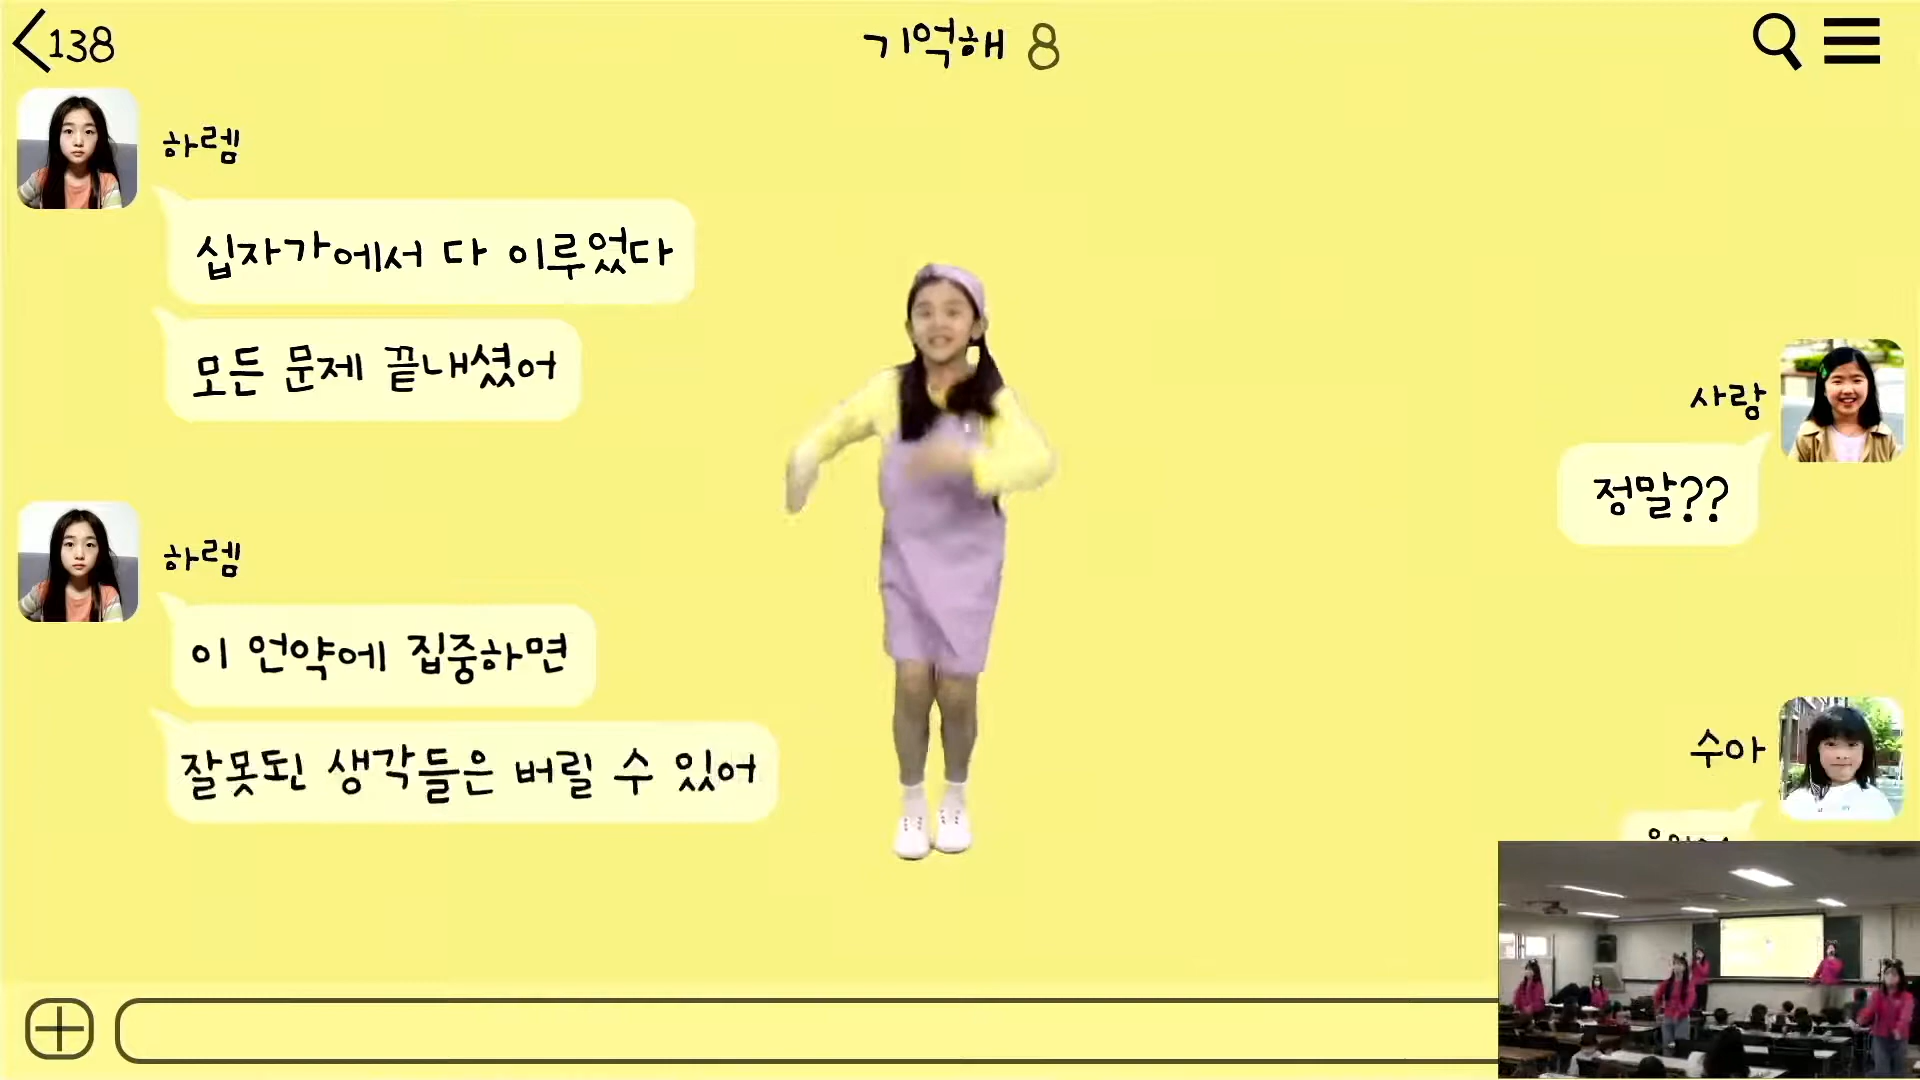 138
기억해 8
하렘
십자가에서 다 이루었다
모든 문제 끝내셨어
사랑
정말??
하렘
이 언약에 집중하면
잘못된 생각들은 버릴 수 있어
수아